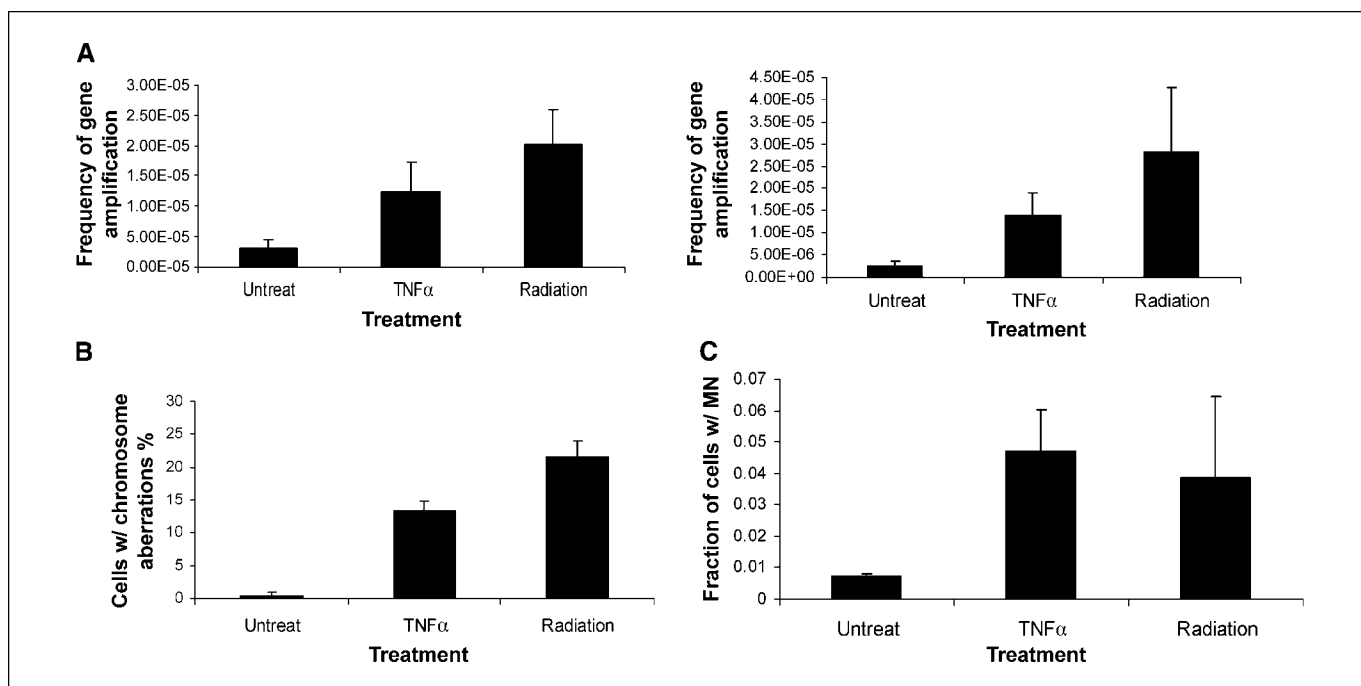 A
Frequency of gene
amplification
3.00E-05
2.50E-05
2.00E-05
1.50E-05
1.00E-05
5.00E-05
0.00E-05
Untreat
TNFα
Radiation
Treatment
Frequency of gene
amplification
4.50E-05
4.00E-05
3.50E-05
3.00E-05
2.50E-05
2.00E-05
1.50E-05
1.00E-05
5.00E-06
0.00E+00
Untreat
TNFα
Radiation
Treatment
B
Cells w/ chromosome
aberrations %
30
25
20
15
10
5
0
Untreat
TNFα
Radiation
Treatment
C
Fraction of cells w/ MN
0.07
0.06
0.05
0.04
0.03
0.02
0.01
0
Untreat
TNFα
Radiation
Treatment